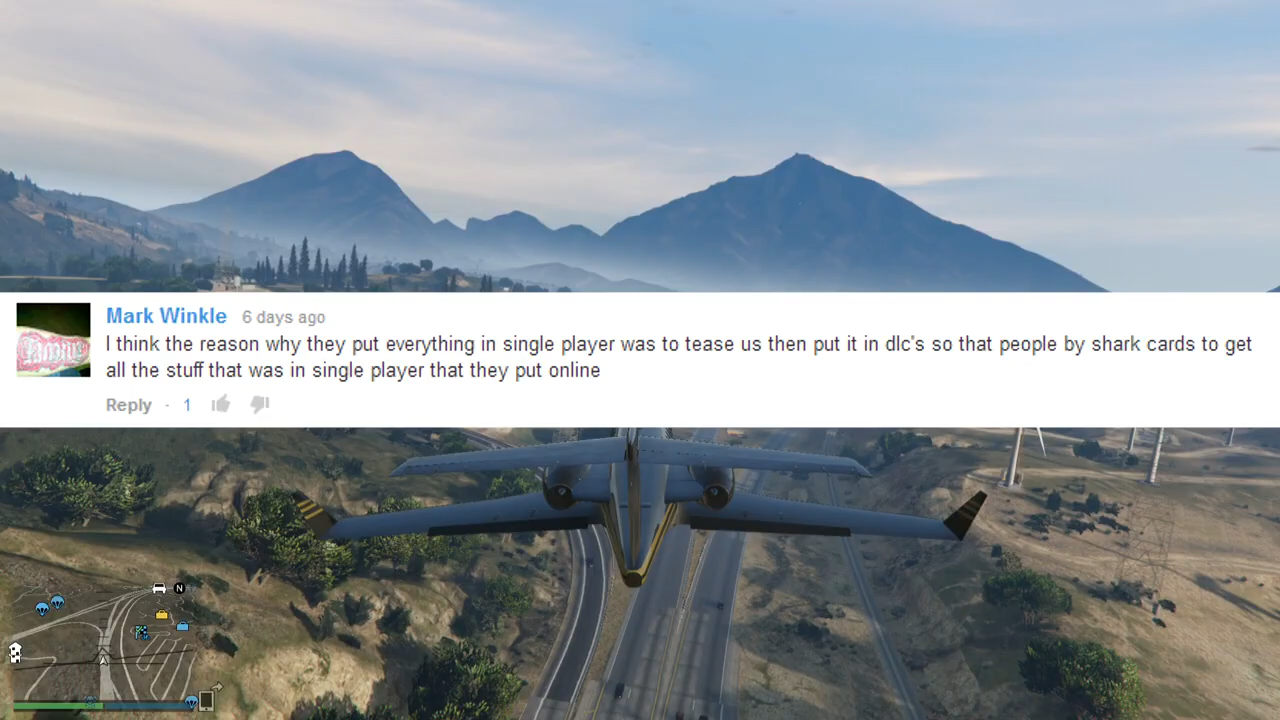 Mark Winkle 6 days ago
I think the reason why they put everything in single player was to tease us then put it in dlc's so that people by shark cards to get
all the stuff that was in single player that they put online
Reply · 1
N